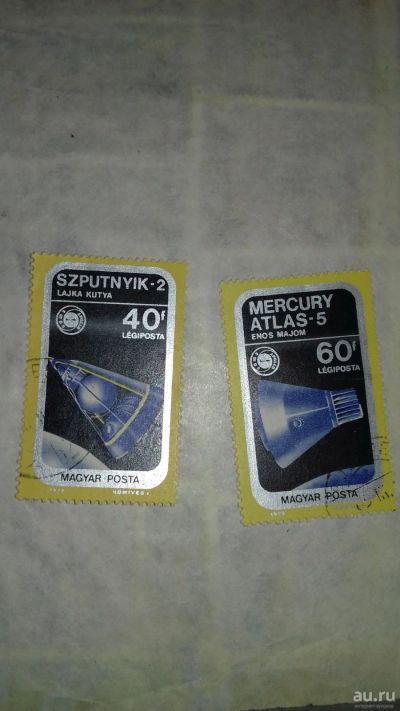 SZPUTNYIK-2
LAJKA KUTYA
40f
LÉGIPOSTA
MAGYAR POSTA
MERCURY
ATLAS-5
ENOS MAJOM
60f
LÉGIPOSTA
MAGYAR POSTA
au.ru